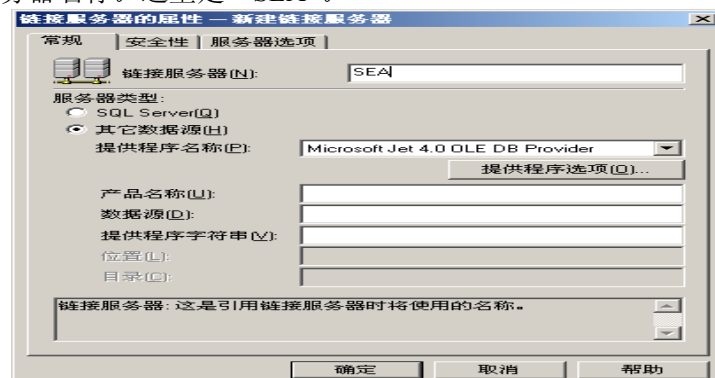 链接服务器的属性 - 新建链接服务器
常规 安全性 服务器选项
链接服务器(N): SEA
服务器类型:
SQL Server(Q)
其它数据源(H)
提供程序名称(P): Microsoft Jet 4.0 OLE DB Provider
提供程序选项(O)...
产品名称(U):
数据源(D):
提供程序字符串(V):
位置(L):
目录(C):
链接服务器: 这是引用链接服务器时将使用的名称。
确定 取消 帮助